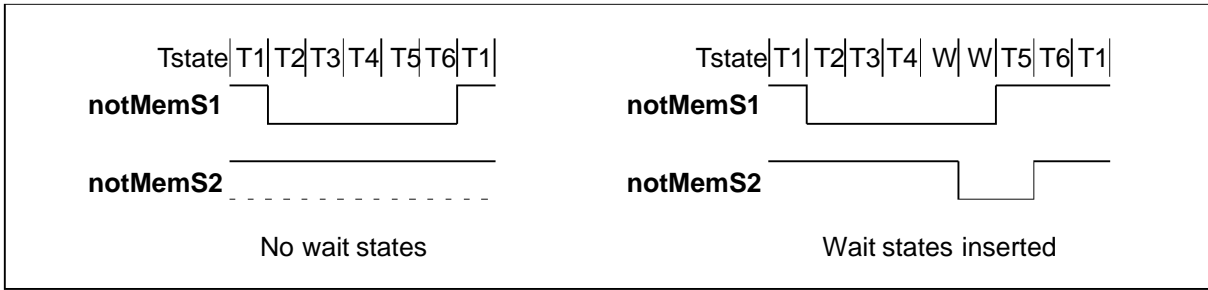 Tstate T1 T2 T3 T4 T5 T6 T1
notMemS1
notMemS2
No wait states
Tstate T1 T2 T3 T4 W W T5 T6 T1
notMemS1
notMemS2
Wait states inserted